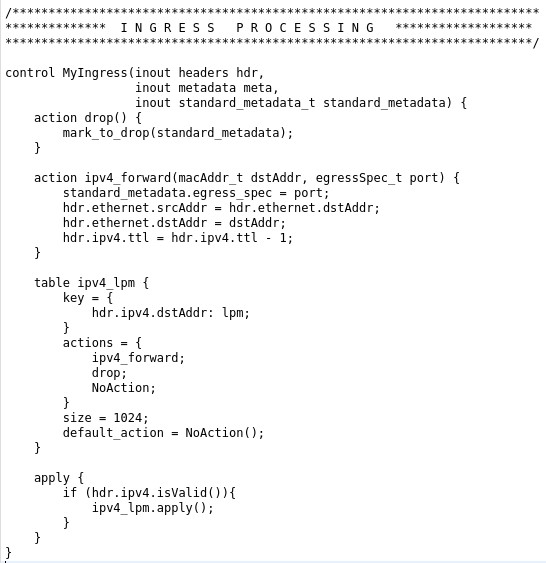 /*************************************************************************
**************  I N G R E S S   P R O C E S S I N G   *******************
*************************************************************************/

control MyIngress(inout headers hdr,
                  inout metadata meta,
                  inout standard_metadata_t standard_metadata) {
    action drop() {
        mark_to_drop(standard_metadata);
    }

    action ipv4_forward(macAddr_t dstAddr, egressSpec_t port) {
        standard_metadata.egress_spec = port;
        hdr.ethernet.srcAddr = hdr.ethernet.dstAddr;
        hdr.ethernet.dstAddr = dstAddr;
        hdr.ipv4.ttl = hdr.ipv4.ttl - 1;
    }

    table ipv4_lpm {
        key = {
            hdr.ipv4.dstAddr: lpm;
        }
        actions = {
            ipv4_forward;
            drop;
            NoAction;
        }
        size = 1024;
        default_action = NoAction();
    }

    apply {
        if (hdr.ipv4.isValid()){
            ipv4_lpm.apply();
        }
    }
}